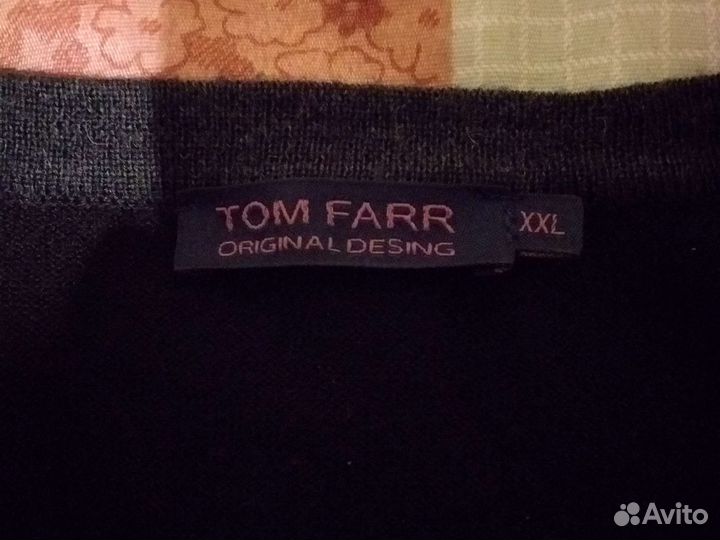 TOM FARR
ORIGINAL DESING
XXL
Avito